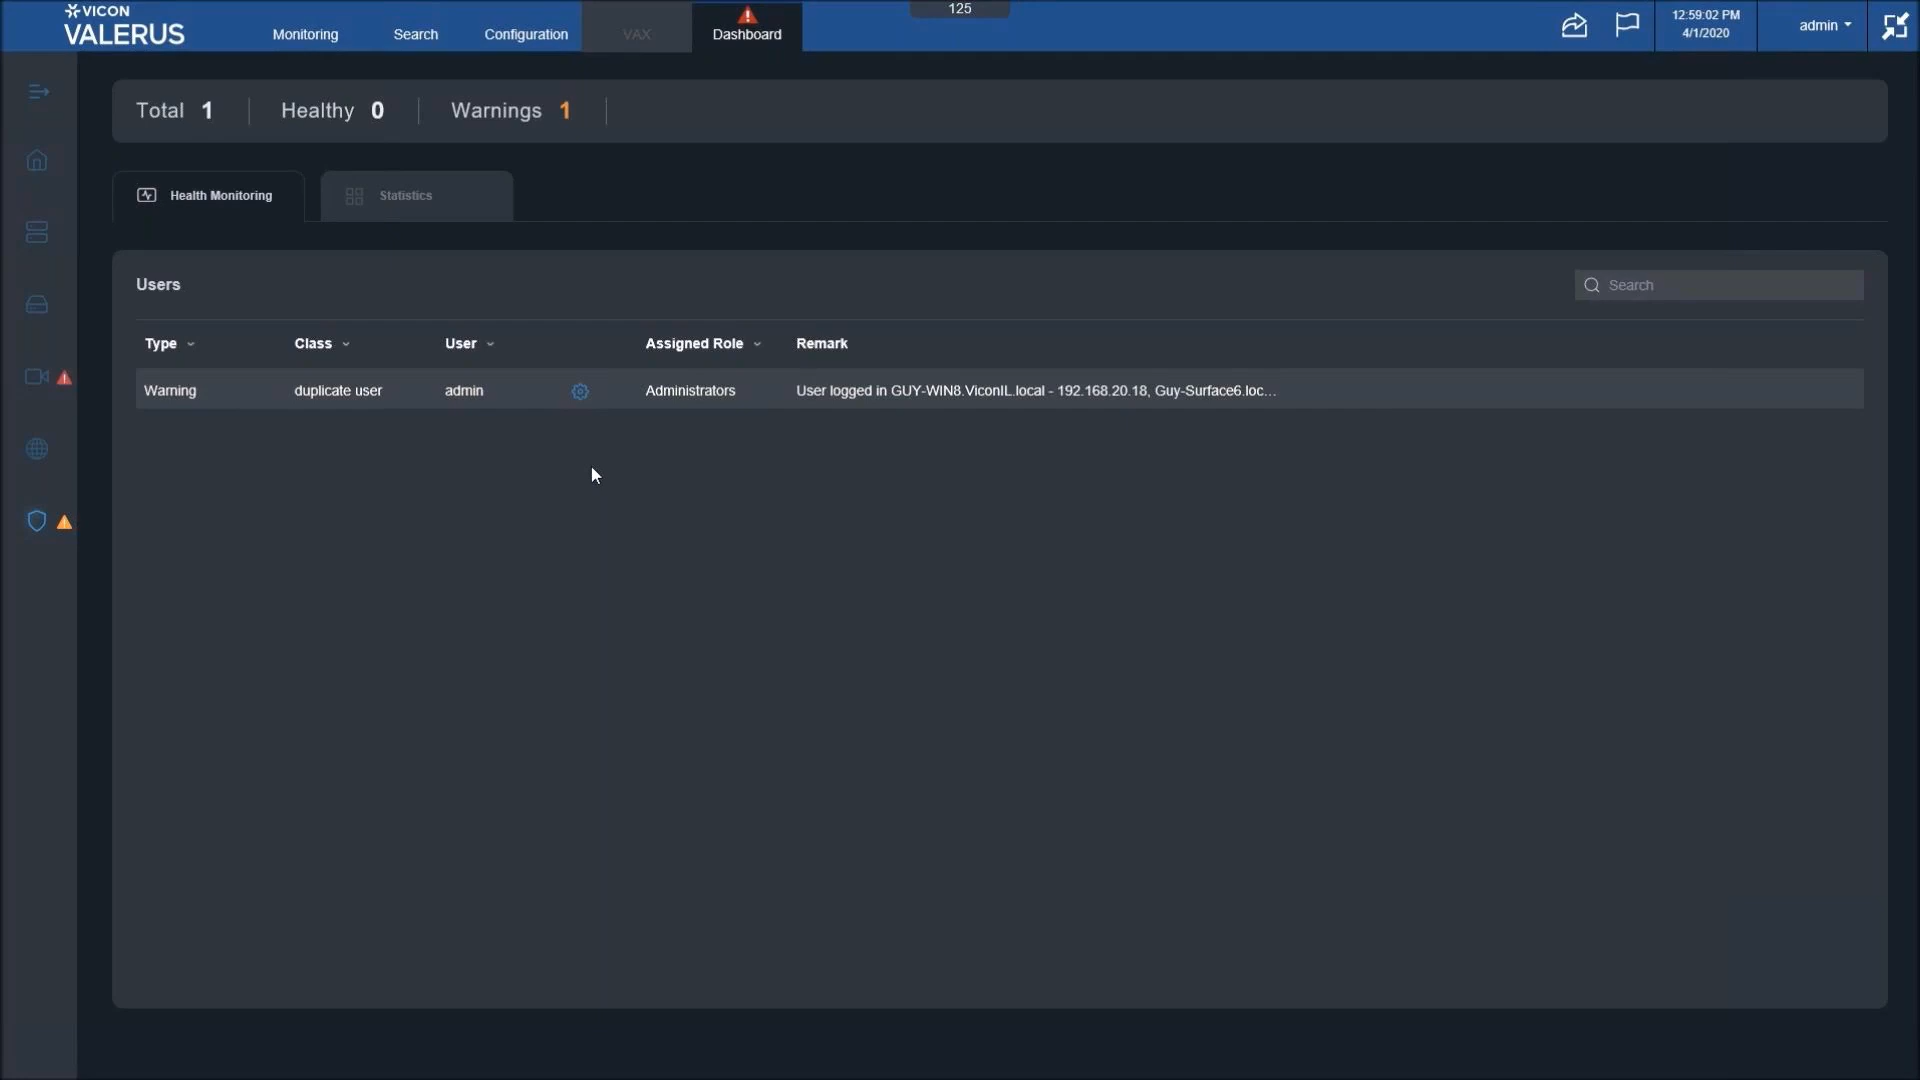 VICON
VALERUS
Monitoring
Search
Configuration
VAX
Dashboard
125
12:59:02 PM
4/1/2020
admin
Total 1
Healthy 0
Warnings 1
Health Monitoring
Statistics
Users
Search
Type
Class
User
Assigned Role
Remark
Warning
duplicate user
admin
Administrators
User logged in GUY-WIN8.ViconIL.local - 192.168.20.18, Guy-Surface6.loc...